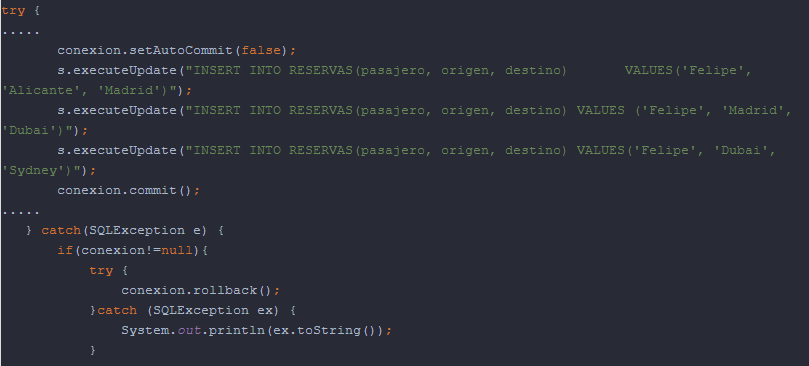 try {
.....
       conexion.setAutoCommit(false);
       s.executeUpdate("INSERT INTO RESERVAS(pasajero, origen, destino)       VALUES('Felipe',
'Alicante', 'Madrid')");
       s.executeUpdate("INSERT INTO RESERVAS(pasajero, origen, destino) VALUES ('Felipe', 'Madrid',
'Dubai')");
       s.executeUpdate("INSERT INTO RESERVAS(pasajero, origen, destino) VALUES('Felipe', 'Dubai',
'Sydney')");
       conexion.commit();
.....
   } catch(SQLException e) {
       if(conexion!=null){
           try {
               conexion.rollback();
           }catch (SQLException ex) {
               System.out.println(ex.toString());
           }